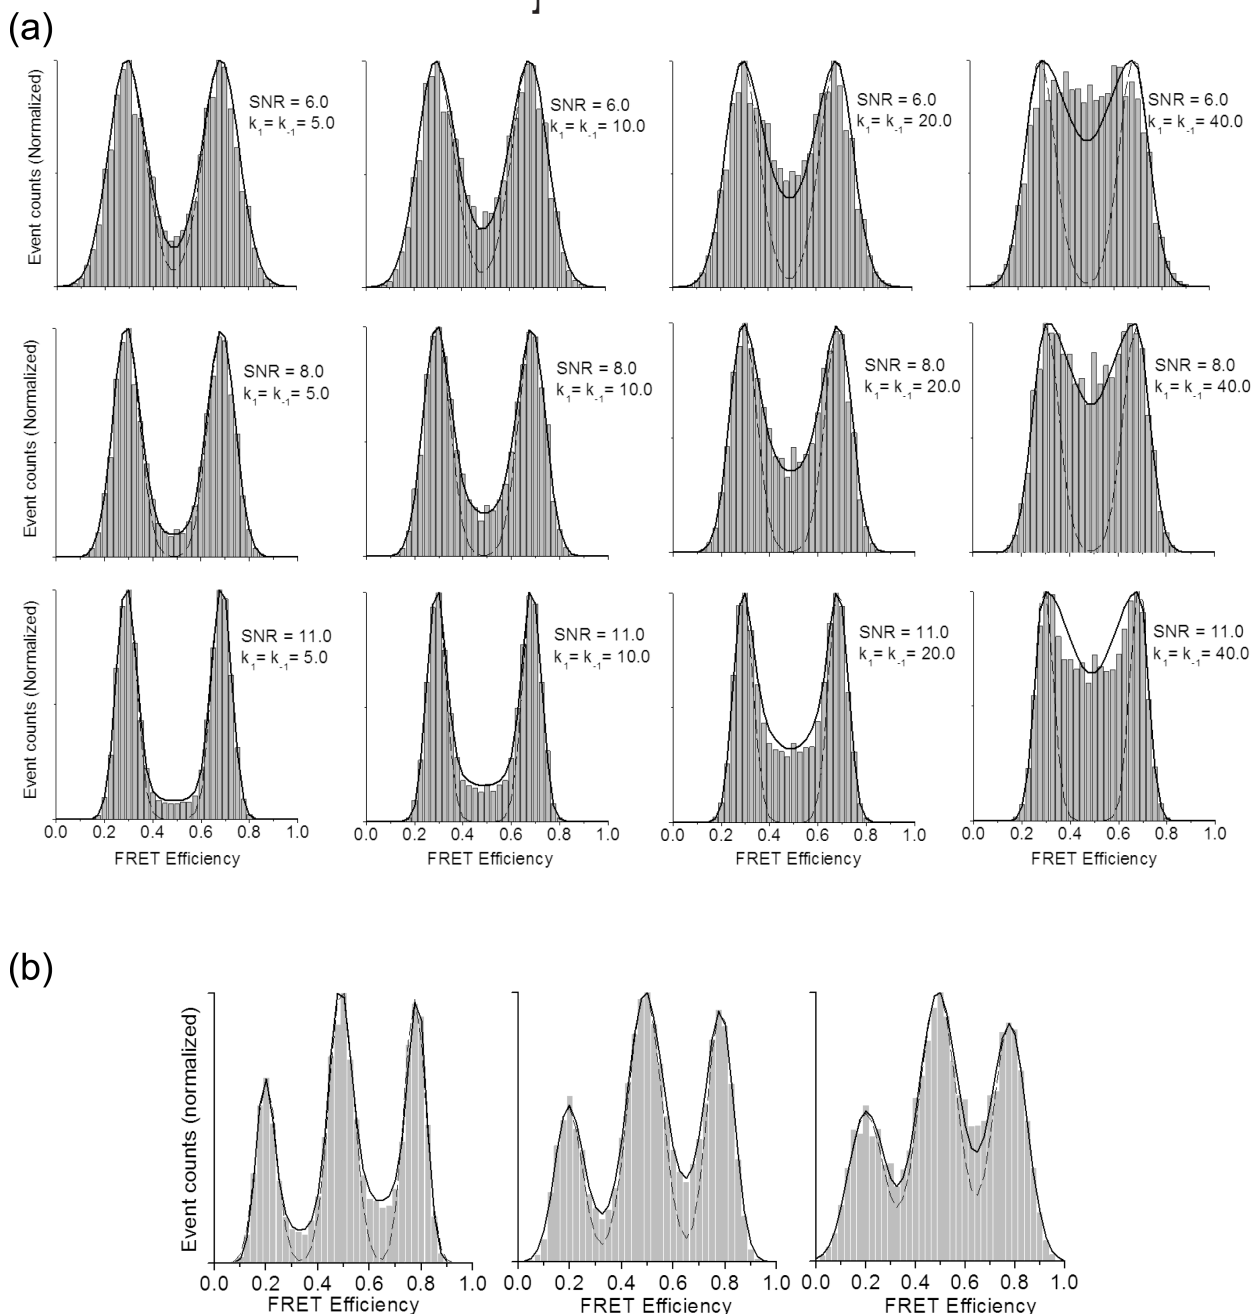 (a)
Event counts (Normalized)
SNR = 6.0
k₁= k₋₁= 5.0
SNR = 6.0
k₁= k₋₁= 10.0
SNR = 6.0
k₁= k₋₁= 20.0
SNR = 6.0
k₁= k₋₁= 40.0
Event counts (Normalized)
SNR = 8.0
k₁= k₋₁= 5.0
SNR = 8.0
k₁= k₋₁= 10.0
SNR = 8.0
k₁= k₋₁= 20.0
SNR = 8.0
k₁= k₋₁= 40.0
Event counts (Normalized)
SNR = 11.0
k₁= k₋₁= 5.0
SNR = 11.0
k₁= k₋₁= 10.0
SNR = 11.0
k₁= k₋₁= 20.0
SNR = 11.0
k₁= k₋₁= 40.0
0.0 0.2 0.4 0.6 0.8 1.0
0.0 0.2 0.4 0.6 0.8 1.0
0.0 0.2 0.4 0.6 0.8 1.0
0.0 0.2 0.4 0.6 0.8 1.0
FRET Efficiency
FRET Efficiency
FRET Efficiency
FRET Efficiency
(b)
Event counts (normalized)
0.0 0.2 0.4 0.6 0.8 1.0
0.0 0.2 0.4 0.6 0.8 1.0
0.0 0.2 0.4 0.6 0.8 1.0
FRET Efficiency
FRET Efficiency
FRET Efficiency